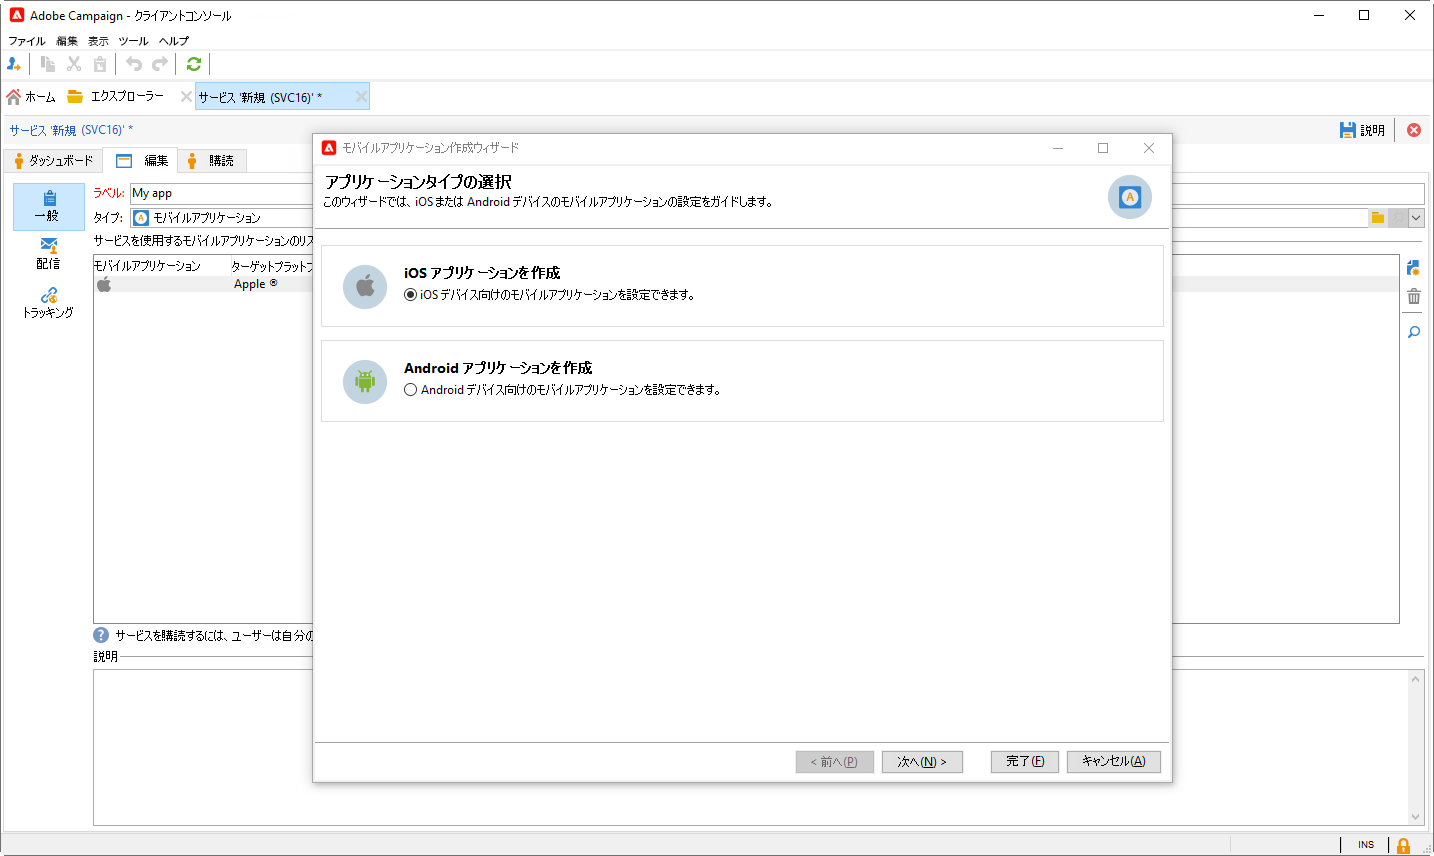 Adobe Campaign - クライアントコンソール
ファイル 編集 表示 ツール ヘルプ
ホーム エクスプローラー サービス '新規 (SVC16)' *
サービス '新規 (SVC16)' *
説明
ダッシュボード 編集 購読
一般
配信
トラッキング
ラベル: My app
タイプ: モバイルアプリケーション
サービスを使用するモバイルアプリケーションのリス
モバイルアプリケーション ターゲットプラットフ
Apple ®
サービスを購読するには、ユーザーは自分の
説明
モバイルアプリケーション作成ウィザード
アプリケーションタイプの選択
このウィザードでは、iOS または Android デバイスのモバイルアプリケーションの設定をガイドします。
iOS アプリケーションを作成
iOS デバイス向けのモバイルアプリケーションを設定できます。
Android アプリケーションを作成
Android デバイス向けのモバイルアプリケーションを設定できます。
< 前へ(P) 次へ(N) > 完了(F) キャンセル(A)
INS